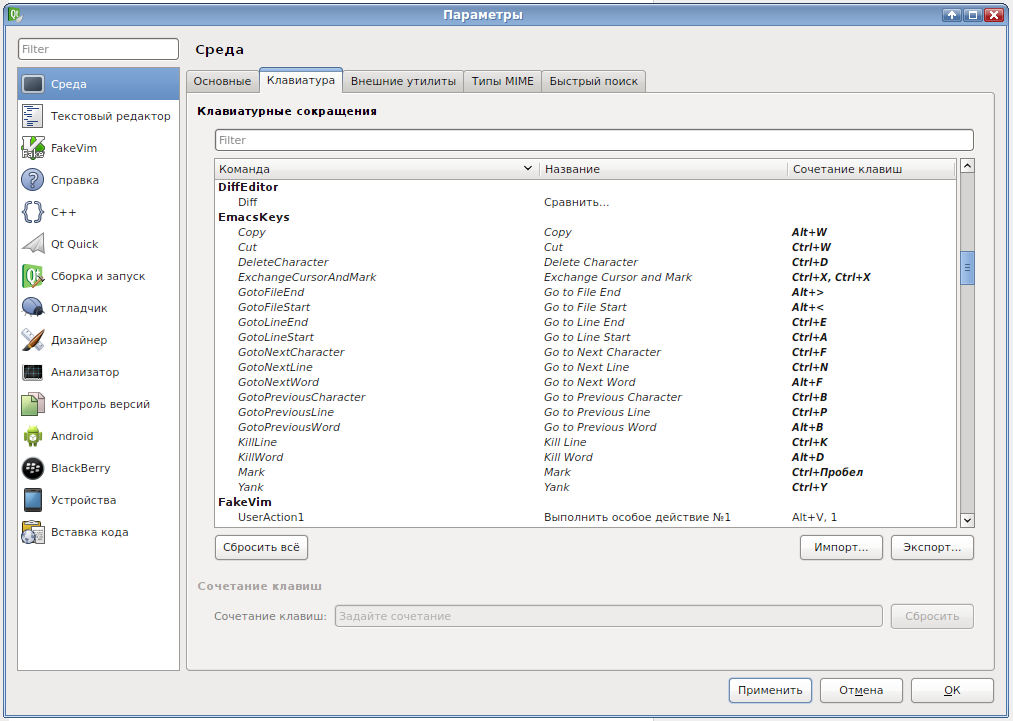 Параметры
Filter
Среда
Текстовый редактор
FakeVim
Справка
C++
Qt Quick
Сборка и запуск
Отладчик
Дизайнер
Анализатор
Контроль версий
Android
BlackBerry
Устройства
Вставка кода
Среда
Основные Клавиатура Внешние утилиты Типы MIME Быстрый поиск
Клавиатурные сокращения
Filter
Команда Название Сочетание клавиш
DiffEditor
Diff Сравнить...
EmacsKeys
Copy Copy Alt+W
Cut Cut Ctrl+W
DeleteCharacter Delete Character Ctrl+D
ExchangeCursorAndMark Exchange Cursor and Mark Ctrl+X, Ctrl+X
GotoFileEnd Go to File End Alt+>
GotoFileStart Go to File Start Alt+<
GotoLineEnd Go to Line End Ctrl+E
GotoLineStart Go to Line Start Ctrl+A
GotoNextCharacter Go to Next Character Ctrl+F
GotoNextLine Go to Next Line Ctrl+N
GotoNextWord Go to Next Word Alt+F
GotoPreviousCharacter Go to Previous Character Ctrl+B
GotoPreviousLine Go to Previous Line Ctrl+P
GotoPreviousWord Go to Previous Word Alt+B
KillLine Kill Line Ctrl+K
KillWord Kill Word Alt+D
Mark Mark Ctrl+Пробел
Yank Yank Ctrl+Y
FakeVim
UserAction1 Выполнить особое действие №1 Alt+V, 1
Сбросить всё Импорт... Экспорт...
Сочетание клавиш
Сочетание клавиш: Задайте сочетание Сбросить
Применить Отмена ОК